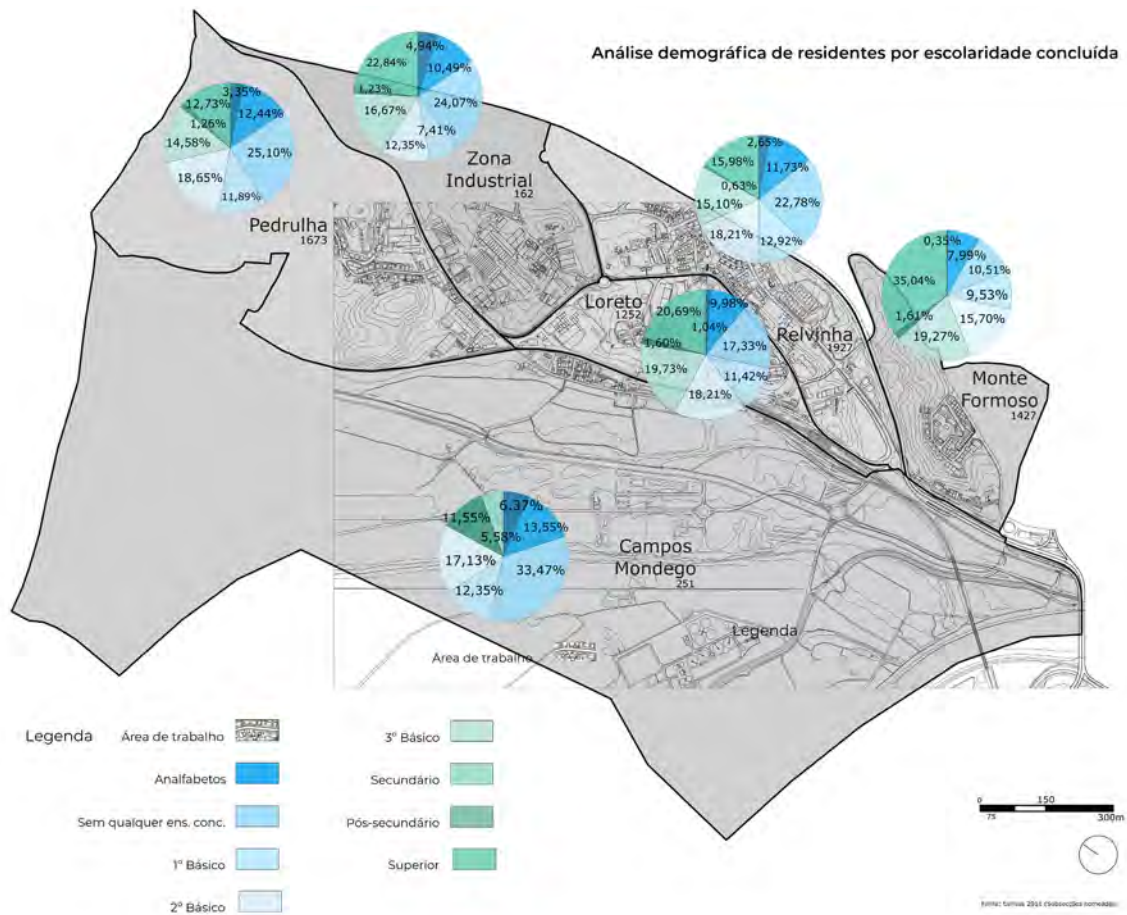 Análise demográfica de residentes por escolaridade concluída
4,94%
10,49%
24,07%
7,41%
12,35%
16,67%
1,23%
22,84%
3,35%
12,44%
25,10%
11,89%
18,65%
14,58%
1,26%
12,73%
Zona
Industrial
162
Pedrulha
1673
2,65%
11,73%
22,78%
12,92%
18,21%
15,10%
0,63%
15,98%
0,35%
7,99%
10,51%
9,53%
15,70%
19,27%
1,61%
35,04%
Loreto
1252
9,98%
1,04%
17,33%
11,42%
18,21%
19,73%
1,60%
20,69%
Relvinha
1927
Monte
Formoso
1427
6.37%
13,55%
33,47%
12,35%
17,13%
11,55%
5,58%
Campos
Mondego
251
Legenda
Área de trabalho
Legenda
Área de trabalho
Analfabetos
Sem qualquer ens. conc.
1º Básico
2º Básico
3º Básico
Secundário
Pós-secundário
Superior
0
150
75
300m